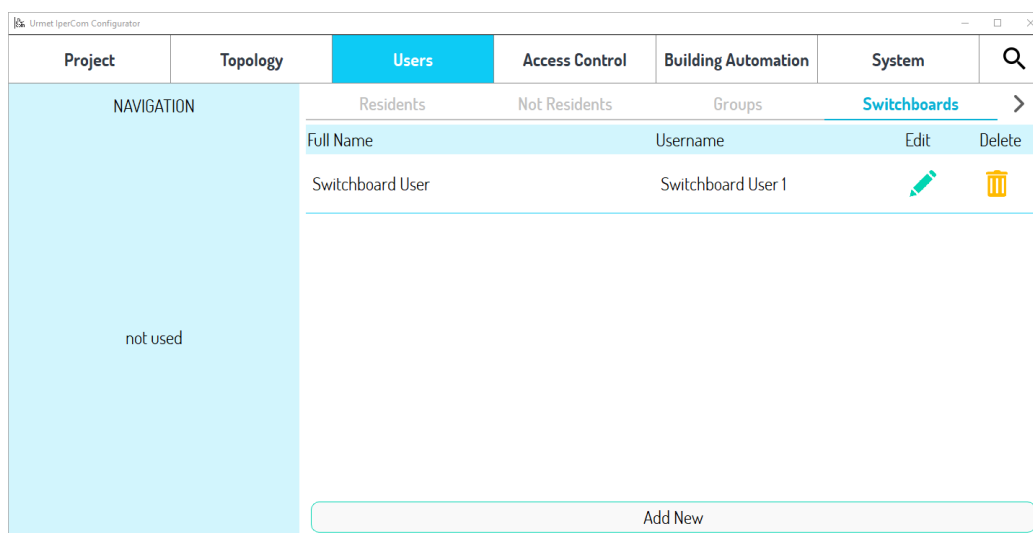 Urmet IperCom Configurator
Project Topology Users Access Control Building Automation System
NAVIGATION
Residents Not Residents Groups Switchboards
Full Name Username Edit Delete
Switchboard User Switchboard User 1
not used
Add New